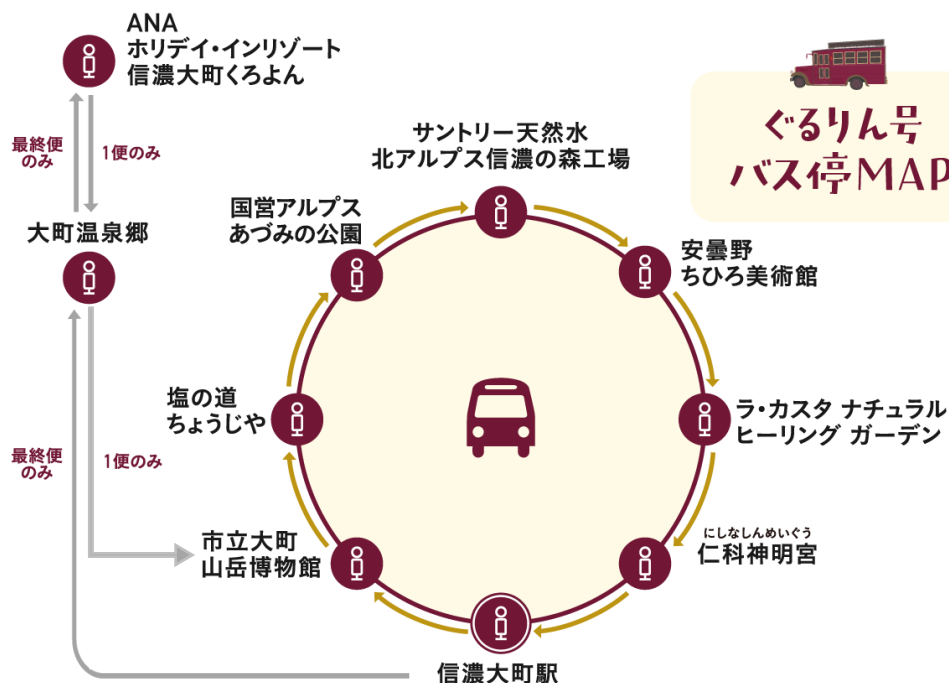 ANA
ホリデイ・インリゾート
信濃大町くろよん
最終便
のみ
1便のみ
大町温泉郷
最終便
のみ
1便のみ
ぐるりん号
バス停MAP
サントリー天然水
北アルプス信濃の森工場
国営アルプス
あづみの公園
安曇野
ちひろ美術館
塩の道
ちょうじや
ラ・カスタ ナチュラル
ヒーリング ガーデン
市立大町
山岳博物館
にしなしんめいぐう
仁科神明宮
信濃大町駅